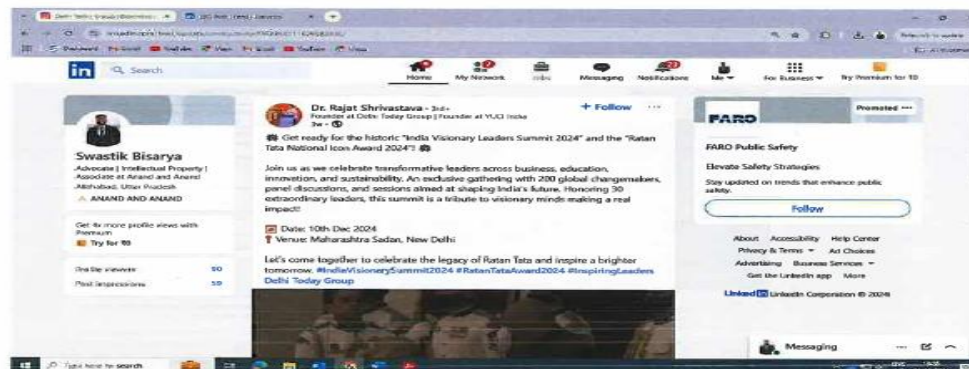 in
Search
Home
My Network
Jobs
Messaging
Notifications
Me
For Business
Try Premium for ₹0
Swastik Bisarya
Advocate | Intellectual Property |
Associate at Anand and Anand
Allahabad, Uttar Pradesh
ANAND AND ANAND
Get 4x more profile views with
Premium
Try for ₹0
Profile viewers 50
Post impressions 59
Dr. Rajat Shrivastava • 3rd+
Founder at Delhi Today Group | Founder at YUCI India
3w •
+ Follow
Get ready for the historic "India Visionary Leaders Summit 2024" and the "Ratan
Tata National Icon Award 2024"!
Join us as we celebrate transformative leaders across business, education,
innovation, and sustainability. An exclusive gathering with 200 global changemakers,
panel discussions, and sessions aimed at shaping India's future. Honoring 30
extraordinary leaders, this summit is a tribute to visionary minds making a real
impact!
Date: 10th Dec 2024
Venue: Maharashtra Sadan, New Delhi
Let's come together to celebrate the legacy of Ratan Tata and inspire a brighter
tomorrow. #IndiaVisionarySummit2024 #RatanTataAward2024 #InspiringLeaders
Delhi Today Group
Promoted
FARO
FARO Public Safety
Elevate Safety Strategies
Stay updated on trends that enhance public
safety.
Follow
About Accessibility Help Center
Privacy & Terms Ad Choices
Advertising Business Services
Get the LinkedIn app More
LinkedIn LinkedIn Corporation © 2024
Messaging
Type here to search